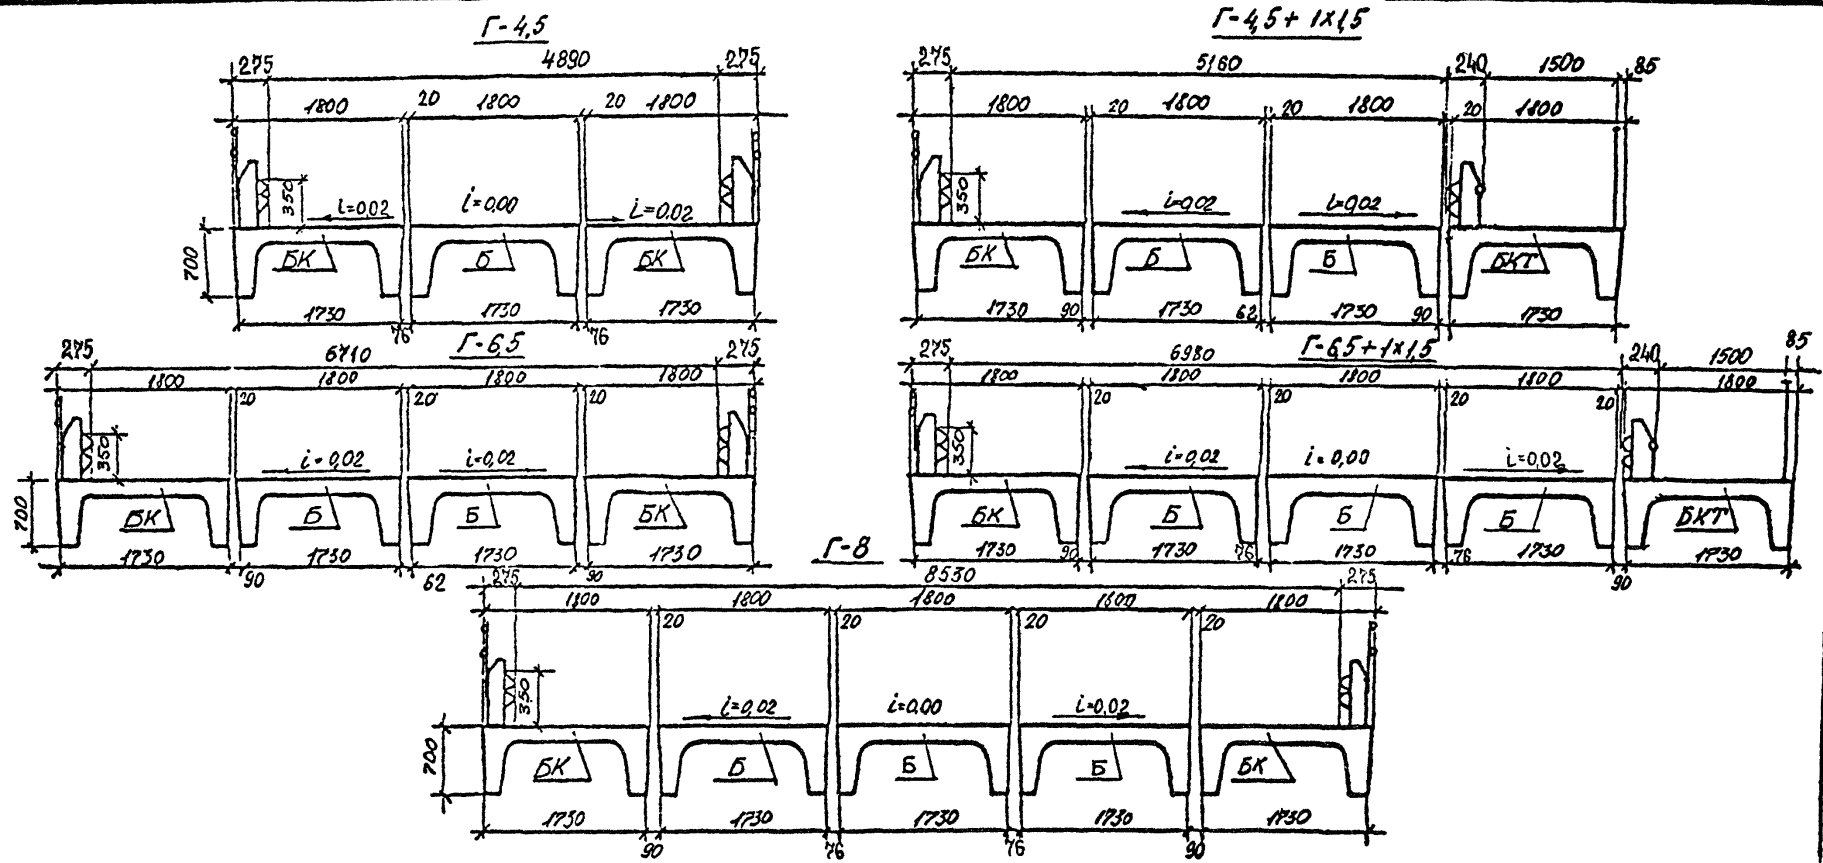 Г-4,5
275 4890 275
1800 20 1800 20 1800
350 i=0,02 i=0,00 i=0,02
700 БК Б БК
1730 1730 1730
76 76
Г-4,5+1х1,5
275 5160 240 1500 85
1800 20 1800 20 1800 20 1800
350 i=0,02 i=0,02
БК Б Б БКТ
1730 90 1730 62 1730 90 1730
Г-6,5
275 6710 275
1800 1800 1800 1800
20 20 20
350 i=0,02 i=0,02
700 БК Б Б БК
1730 1730 1730 1730
90 62 90
Г-6,5+1х1,5
275 6980 240 1500 85
1800 1800 1800 1800 1800
20 20 20 20
350 i=0,02 i=0,00 i=0,02
БК Б Б Б БКТ
1730 90 1730 76 1730 76 1730 1730
90
Г-8
275 8530 275
1800 1800 1800 1800 1800
20 20 20 20
350 i=0,02 i=0,00 i=0,02
700 БК Б Б Б БК
1730 1730 1730 1730 1730
90 76 76 90